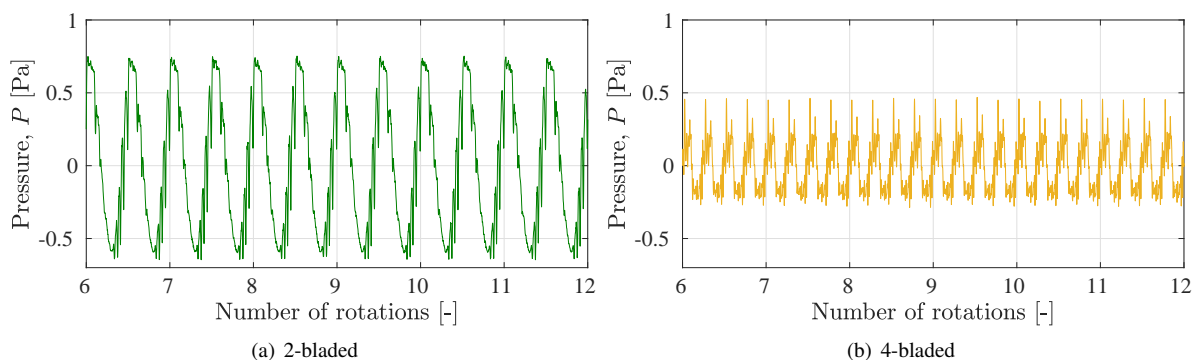 1
0.5
0
-0.5
Pressure, P [Pa]
6 7 8 9 10 11 12
Number of rotations [-]
(a) 2-bladed
1
0.5
0
-0.5
Pressure, P [Pa]
6 7 8 9 10 11 12
Number of rotations [-]
(b) 4-bladed